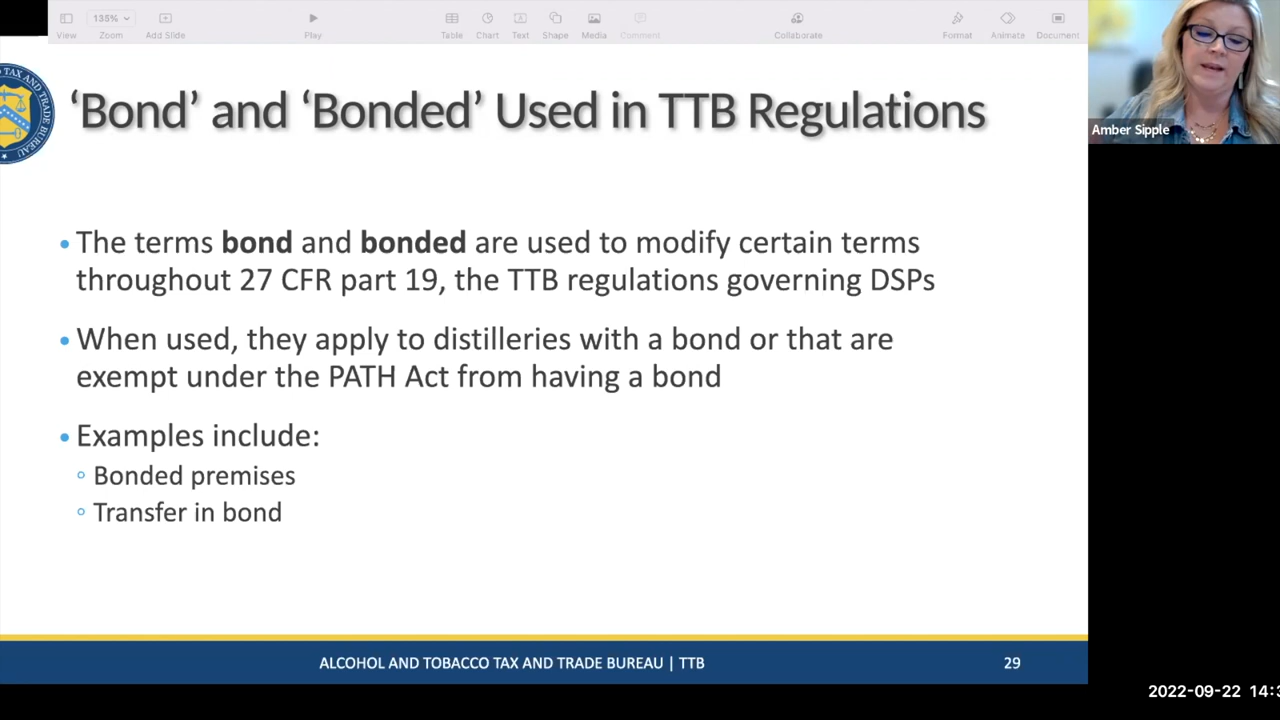 135%
View
Zoom
Add Slide
Play
Table
Chart
Text
Shape
Media
Comment
Collaborate
Format
Animate
Document
TAX AND TRADE BUREAU
‘Bond’ and ‘Bonded’ Used in TTB Regulations
Amber Sipple
• The terms bond and bonded are used to modify certain terms
throughout 27 CFR part 19, the TTB regulations governing DSPs
• When used, they apply to distilleries with a bond or that are
exempt under the PATH Act from having a bond
• Examples include:
◦ Bonded premises
◦ Transfer in bond
ALCOHOL AND TOBACCO TAX AND TRADE BUREAU | TTB
29
2022-09-22 14:3